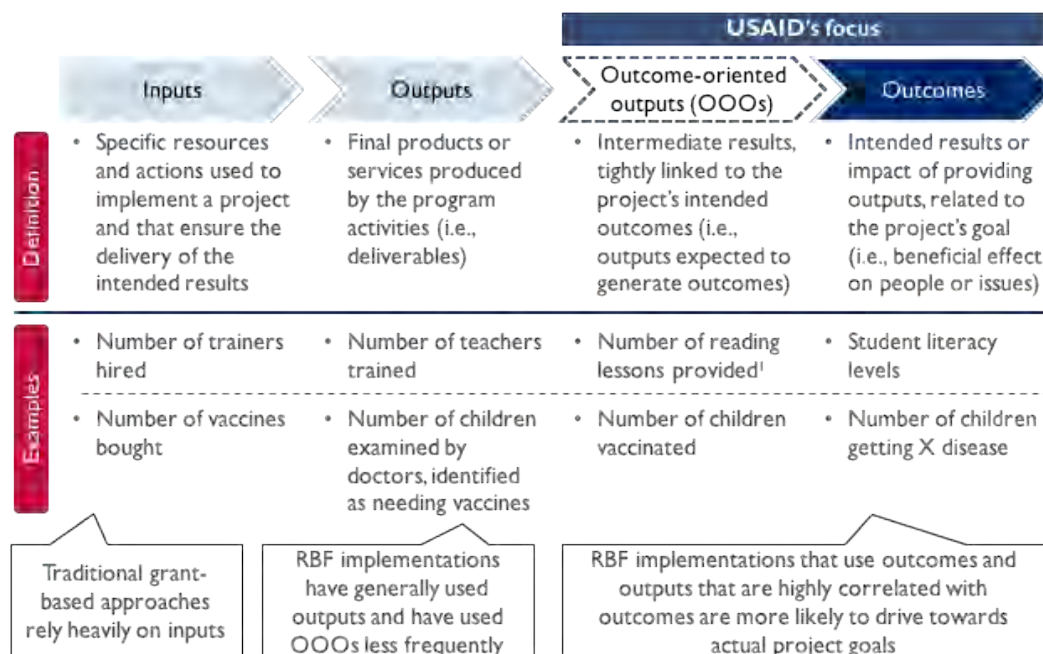 USAID's focus
Inputs
Outputs
Outcome-oriented
outputs (OOOs)
Outcomes
Definition
• Specific resources
and actions used to
implement a project
and that ensure the
delivery of the
intended results
• Final products or
services produced
by the program
activities (i.e.,
deliverables)
• Intermediate results,
tightly linked to the
project's intended
outcomes (i.e.,
outputs expected to
generate outcomes)
• Intended results or
impact of providing
outputs, related to
the project's goal
(i.e., beneficial effect
on people or issues)
Examples
• Number of trainers
hired
• Number of teachers
trained
• Number of reading
lessons provided¹
• Student literacy
levels
• Number of vaccines
bought
• Number of children
examined by
doctors, identified
as needing vaccines
• Number of children
vaccinated
• Number of children
getting X disease
Traditional grant-
based approaches
rely heavily on inputs
RBF implementations
have generally used
outputs and have used
OOOs less frequently
RBF implementations that use outcomes and
outputs that are highly correlated with
outcomes are more likely to drive towards
actual project goals